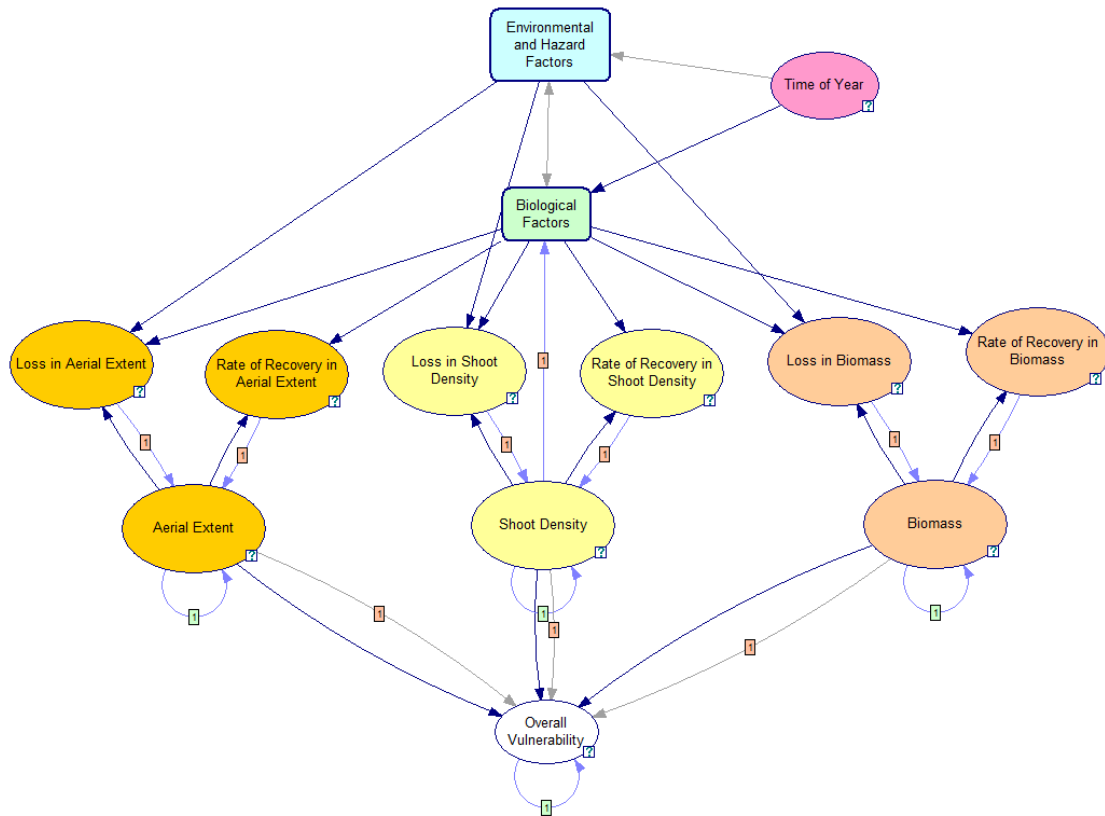 Environmental
and Hazard
Factors
Time of Year
?
Biological
Factors
Loss in Aerial Extent
?
Rate of Recovery in
Aerial Extent
?
Loss in Shoot
Density
?
1
Rate of Recovery in
Shoot Density
?
Loss in Biomass
?
Rate of Recovery in
Biomass
?
1
1
1
1
1
1
Aerial Extent
?
Shoot Density
?
Biomass
?
1
1
1
1
1
1
1
Overall
Vulnerability
?
1